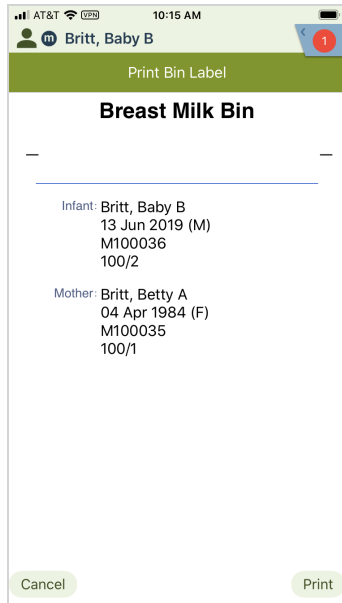 AT&T VPN 10:15 AM
m Britt, Baby B 1
Print Bin Label
Breast Milk Bin
Infant: Britt, Baby B
13 Jun 2019 (M)
M100036
100/2
Mother: Britt, Betty A
04 Apr 1984 (F)
M100035
100/1
Cancel Print